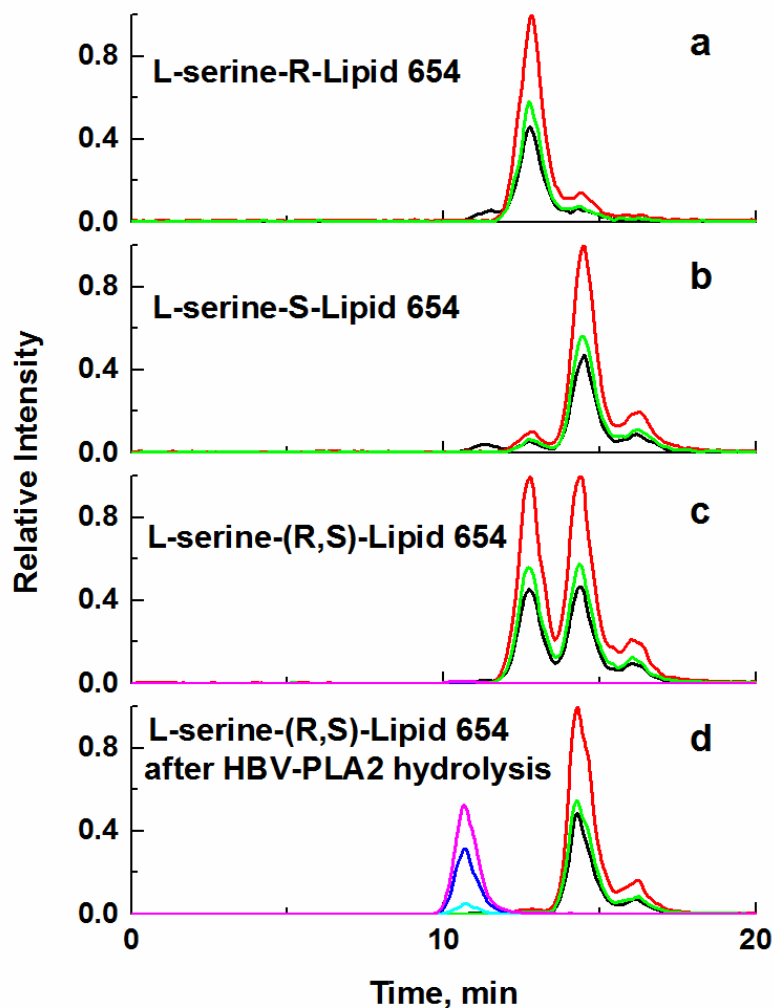 a
L-serine-R-Lipid 654
0.8
0.4
0.0
b
L-serine-S-Lipid 654
0.8
0.4
0.0
c
L-serine-(R,S)-Lipid 654
0.8
0.4
0.0
d
L-serine-(R,S)-Lipid 654
after HBV-PLA2 hydrolysis
0.8
0.4
0.0
0 10 20
Time, min
Relative Intensity